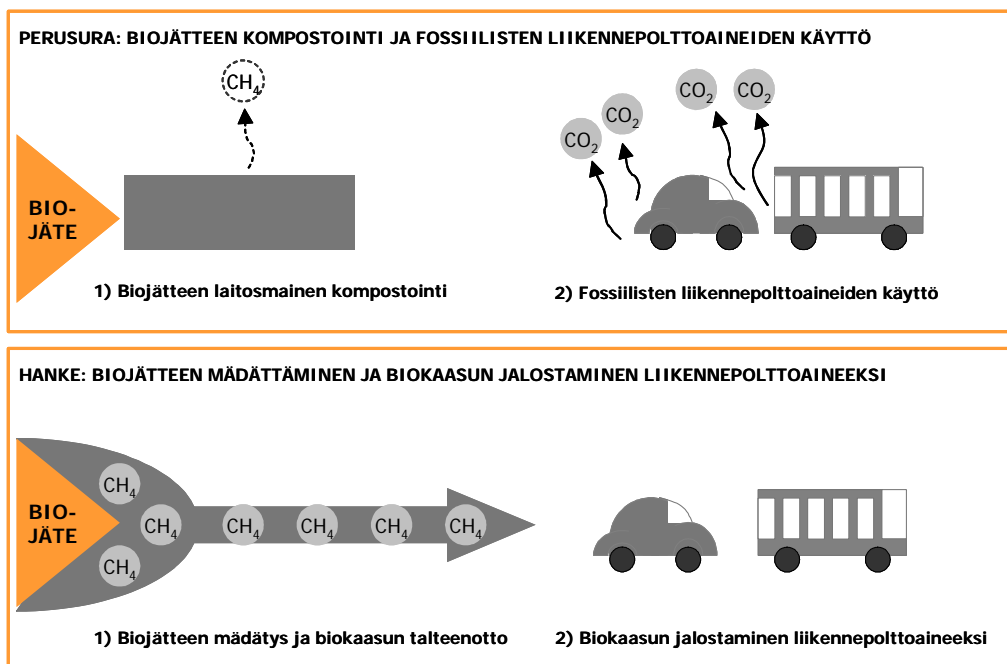 PERUSURA: BIOJÄTTEEN KOMPOSTOINTI JA FOSSIILISTEN LIIKENNEPOLTTOAINEIDEN KÄYTTÖ
CH₄
CO₂
CO₂
CO₂
CO₂
BIO-
JÄTE
1) Biojätteen laitosmainen kompostointi
2) Fossiilisten liikennepolttoaineiden käyttö
HANKE: BIOJÄTTEEN MÄDÄTTÄMINEN JA BIOKAASUN JALOSTAMINEN LIIKENNEPOLTTOAINEEKSI
BIO-
JÄTE
CH₄
CH₄
CH₄
CH₄
CH₄
CH₄
CH₄
1) Biojätteen mädätys ja biokaasun talteenotto
2) Biokaasun jalostaminen liikennepolttoaineeksi